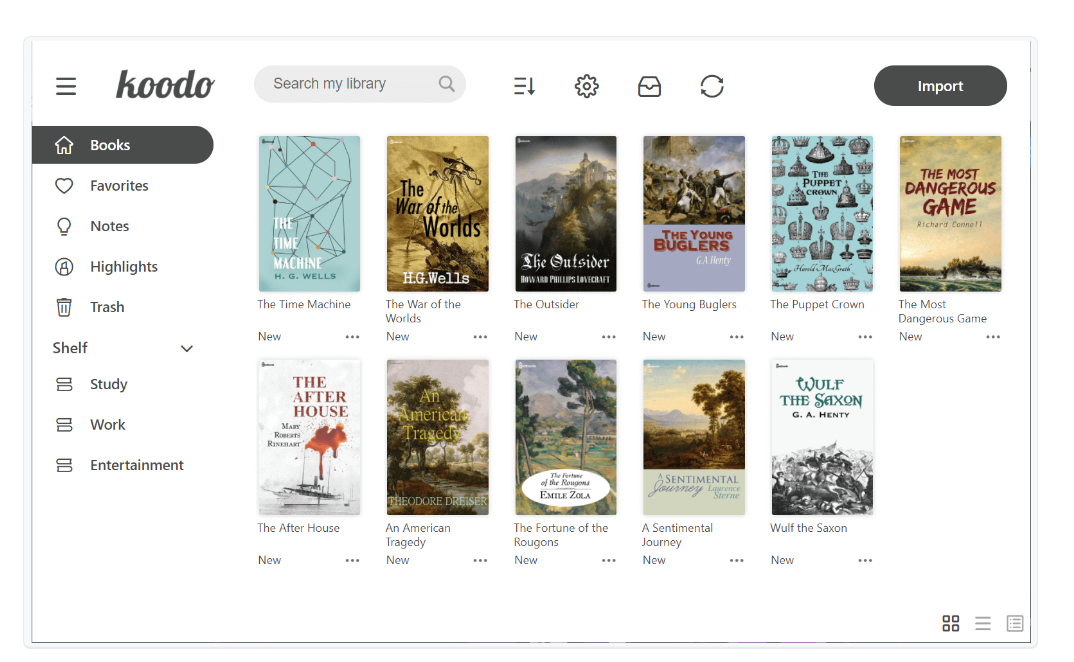 koodo
Search my library
Import
Books
Favorites
Notes
Highlights
Trash
Shelf
Study
Work
Entertainment
THE
TIME
MACHINE
H. G. WELLS
The Time Machine
New
The
War of the
Worlds
H.G.Wells
The War of the
Worlds
New
The Outsider
HOWARD PHILLIPS LOVECRAFT
The Outsider
New
THE YOUNG
BUGLERS
G.A.Henty
The Young Buglers
New
THE
PUPPET
CROWN
Harold MacGrath
The Puppet Crown
New
THE MOST
DANGEROUS
GAME
Richard Connell
The Most
Dangerous Game
New
THE
AFTER
HOUSE
MARY
ROBERTS
RINEHART
The After House
New
An
American
Tragedy
THEODORE DREISER
An American
Tragedy
New
The Fortune
of the Rougons
EMILE ZOLA
The Fortune of the
Rougons
New
A SENTIMENTAL
Journey Laurence
Sterne
A Sentimental
Journey
New
WULF
THE SAXON
G. A. HENTY
Wulf the Saxon
New